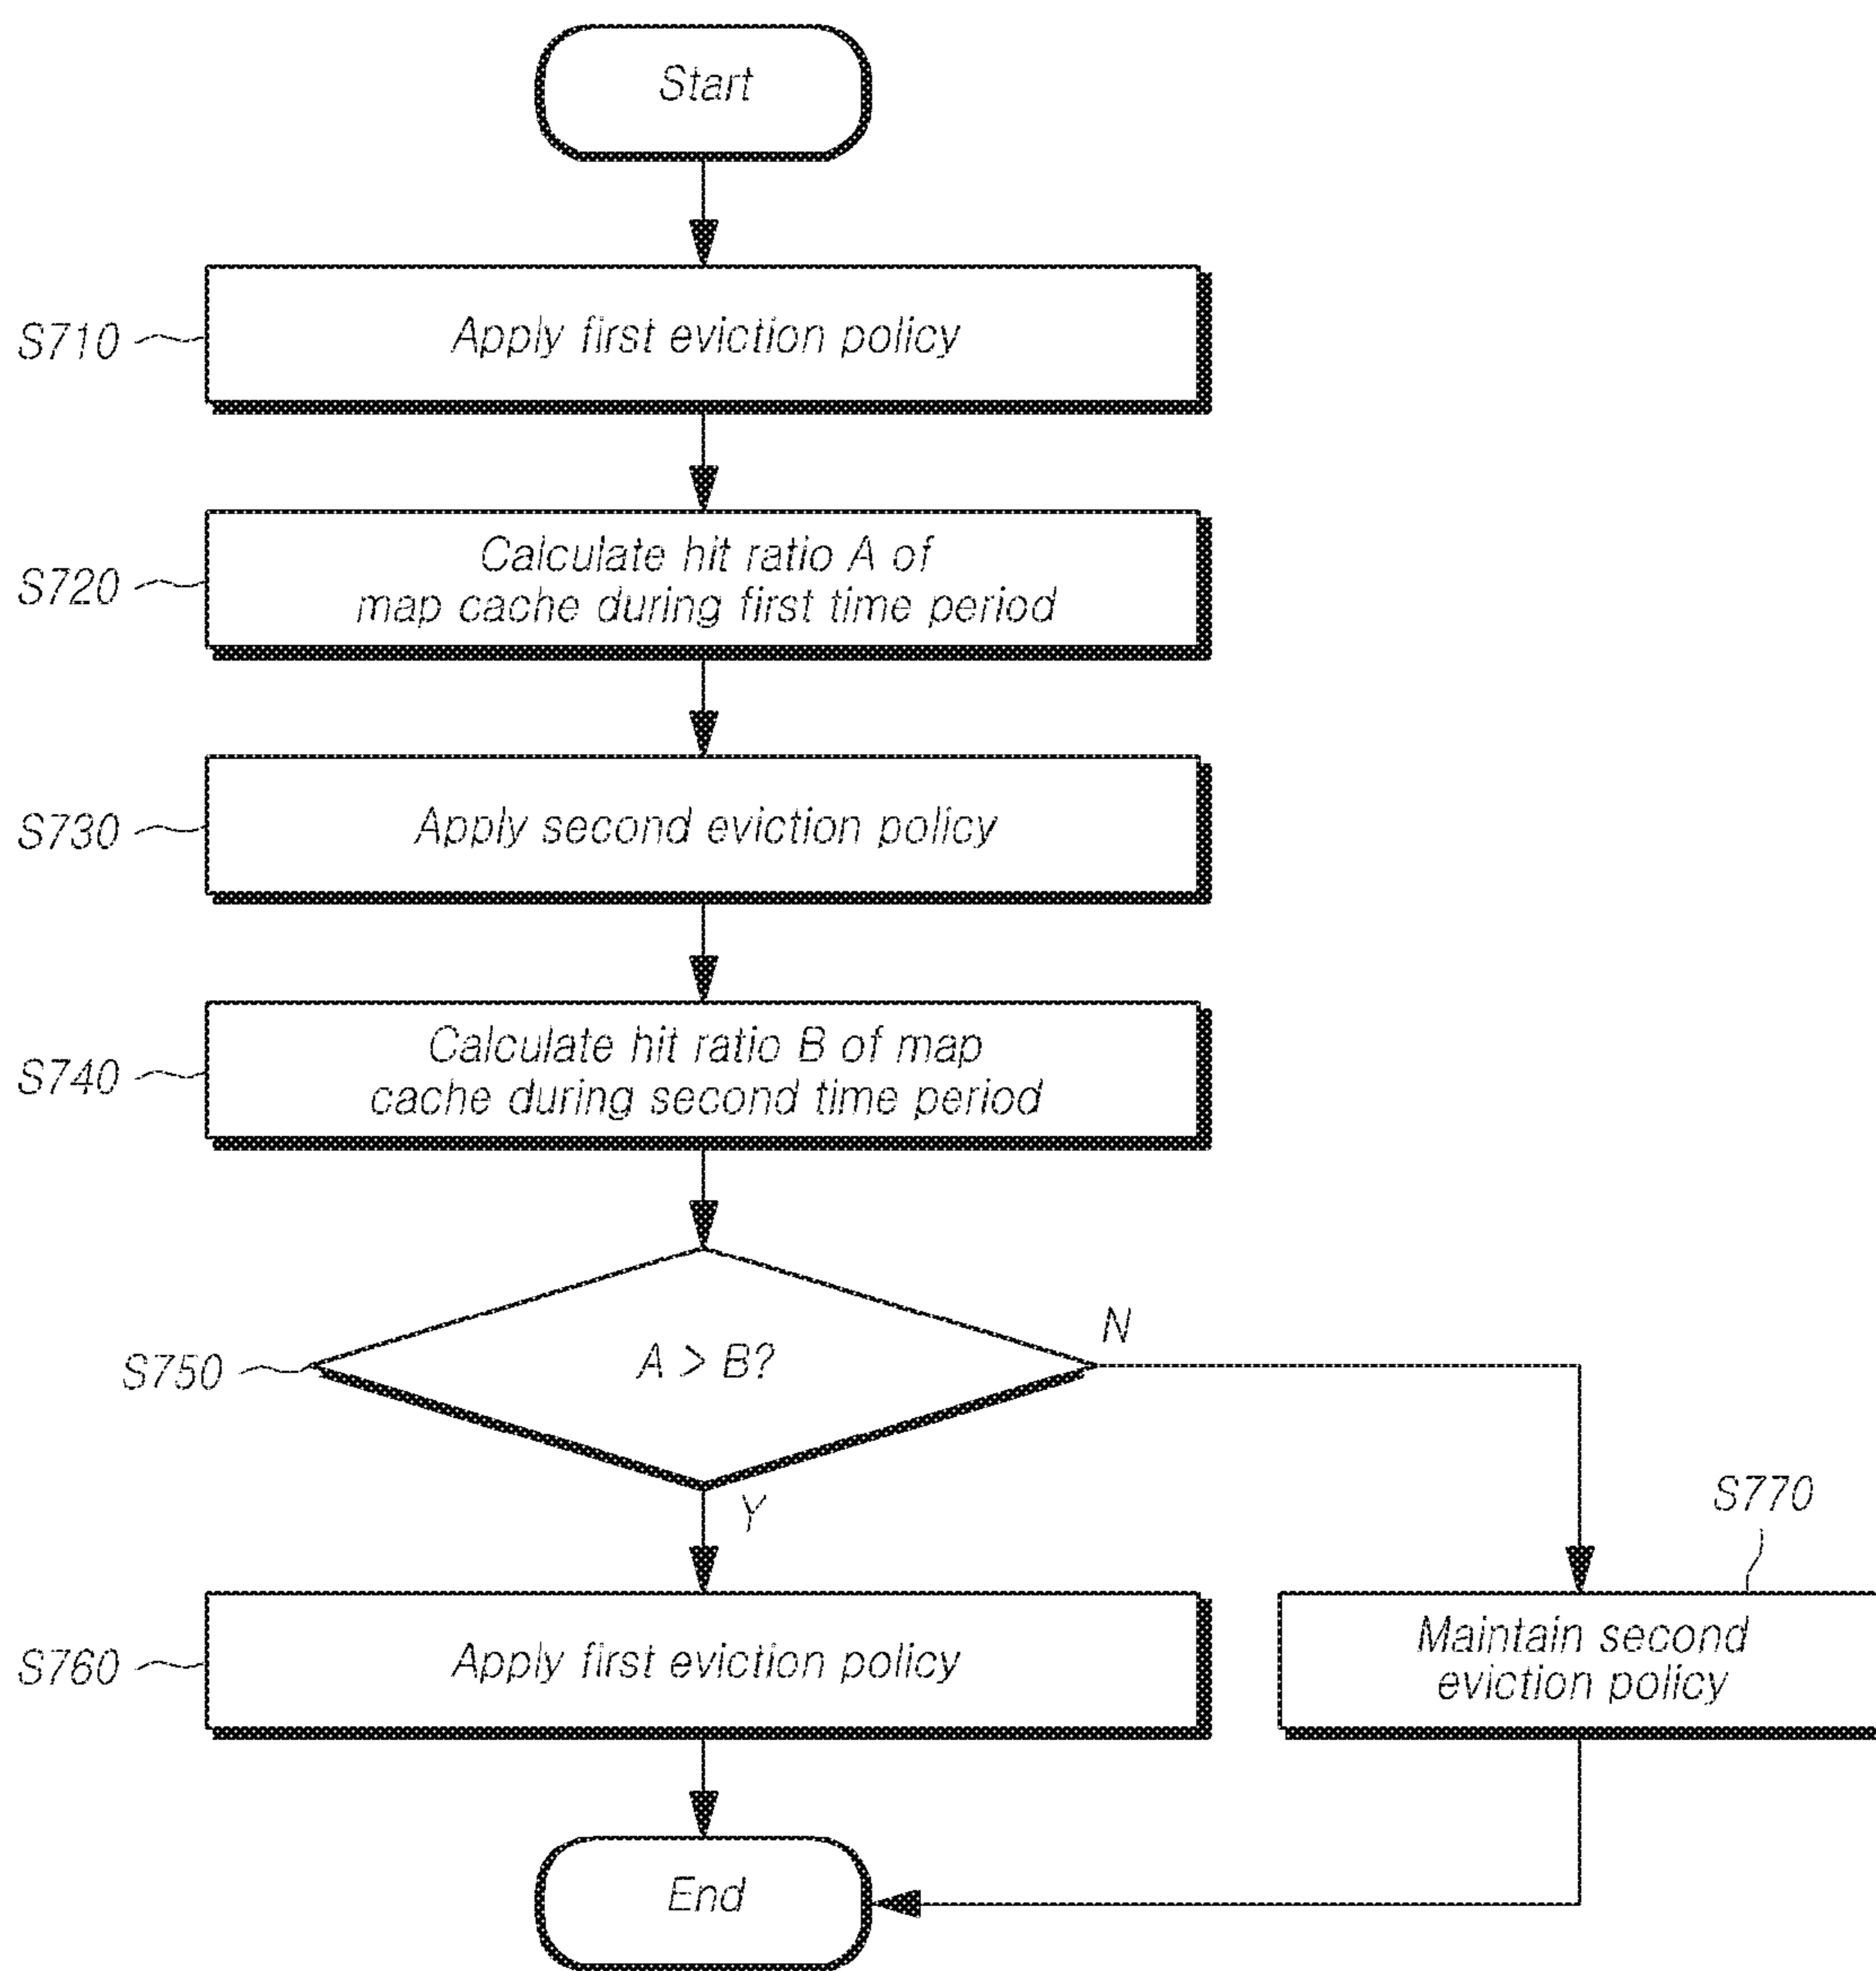 Start
S710
Apply first eviction policy
S720
Calculate hit ratio A of
map cache during first time period
S730
Apply second eviction policy
S740
Calculate hit ratio B of map
cache during second time period
S750
A > B?
N
Y
S760
Apply first eviction policy
S770
Maintain second
eviction policy
End